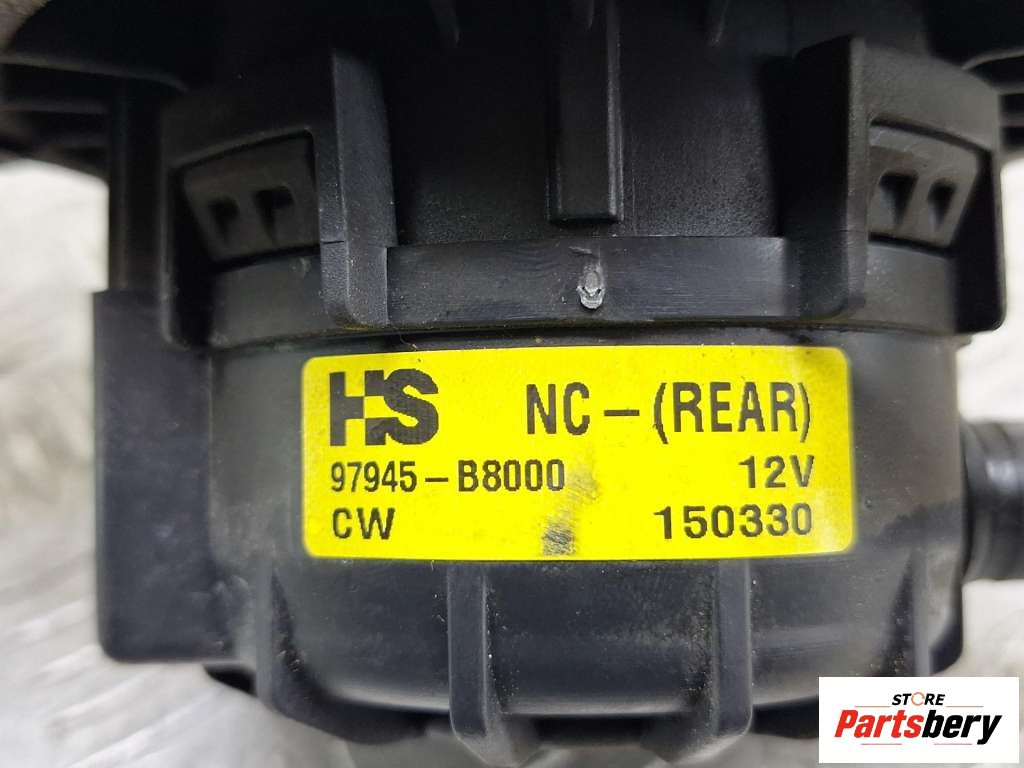 HS NC-(REAR)
97945-B8000 12V
CW 150330
STORE
Partsbery